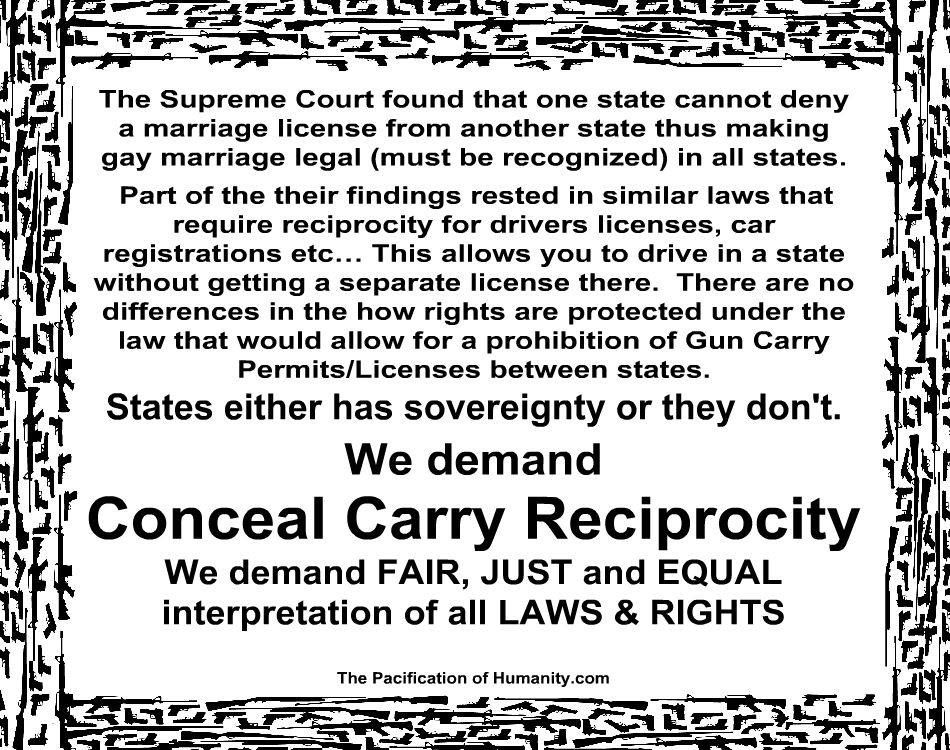 The Supreme Court found that one state cannot deny
a marriage license from another state thus making
gay marriage legal (must be recognized) in all states.
Part of the their findings rested in similar laws that
require reciprocity for drivers licenses, car
registrations etc... This allows you to drive in a state
without getting a separate license there.  There are no
differences in the how rights are protected under the
law that would allow for a prohibition of Gun Carry
Permits/Licenses between states.
States either has sovereignty or they don't.
We demand
Conceal Carry Reciprocity
We demand FAIR, JUST and EQUAL
interpretation of all LAWS & RIGHTS
The Pacification of Humanity.com